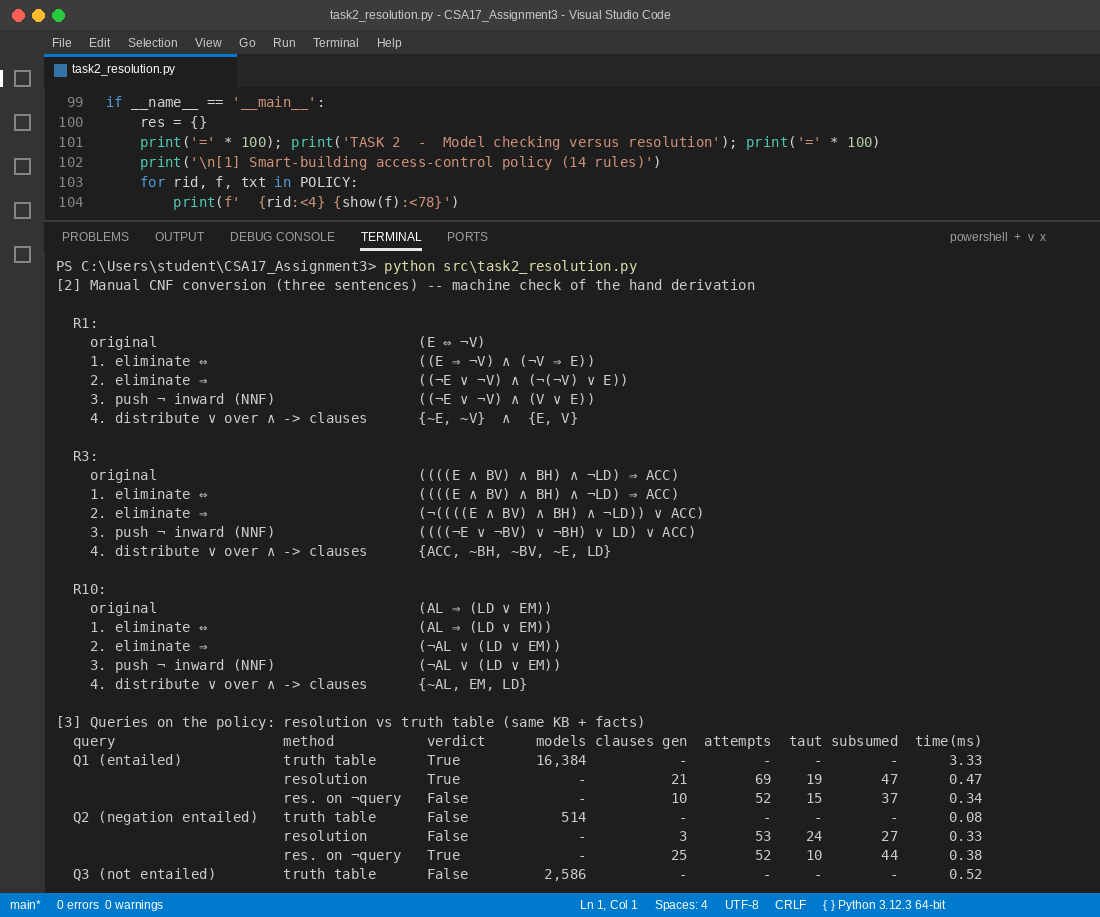 task2_resolution.py - CSA17_Assignment3 - Visual Studio Code
File Edit Selection View Go Run Terminal Help
task2_resolution.py
99 if __name__ == '__main__':
100 res = {}
101 print('=' * 100); print('TASK 2  -  Model checking versus resolution'); print('=' * 100)
102 print('\n[1] Smart-building access-control policy (14 rules)')
103 for rid, f, txt in POLICY:
104 print(f'  {rid:<4} {show(f):<78}')
PROBLEMS OUTPUT DEBUG CONSOLE TERMINAL PORTS powershell + v x
PS C:\Users\student\CSA17_Assignment3> python src\task2_resolution.py
[2] Manual CNF conversion (three sentences) -- machine check of the hand derivation
R1:
original (E ⇔ ¬V)
1. eliminate ⇔ ((E ⇒ ¬V) ∧ (¬V ⇒ E))
2. eliminate ⇒ ((¬E ∨ ¬V) ∧ (¬(¬V) ∨ E))
3. push ¬ inward (NNF) ((¬E ∨ ¬V) ∧ (V ∨ E))
4. distribute ∨ over ∧ -> clauses {~E, ~V}  ∧  {E, V}
R3:
original ((((E ∧ BV) ∧ BH) ∧ ¬LD) ⇒ ACC)
1. eliminate ⇔ ((((E ∧ BV) ∧ BH) ∧ ¬LD) ⇒ ACC)
2. eliminate ⇒ (¬((((E ∧ BV) ∧ BH) ∧ ¬LD)) ∨ ACC)
3. push ¬ inward (NNF) ((((¬E ∨ ¬BV) ∨ ¬BH) ∨ LD) ∨ ACC)
4. distribute ∨ over ∧ -> clauses {ACC, ~BH, ~BV, ~E, LD}
R10:
original (AL ⇒ (LD ∨ EM))
1. eliminate ⇔ (AL ⇒ (LD ∨ EM))
2. eliminate ⇒ (¬AL ∨ (LD ∨ EM))
3. push ¬ inward (NNF) (¬AL ∨ (LD ∨ EM))
4. distribute ∨ over ∧ -> clauses {~AL, EM, LD}
[3] Queries on the policy: resolution vs truth table (same KB + facts)
query method verdict models clauses gen attempts taut subsumed time(ms)
Q1 (entailed) truth table True 16,384 - - - - 3.33
resolution True - 21 69 19 47 0.47
res. on ¬query False - 10 52 15 37 0.34
Q2 (negation entailed) truth table False 514 - - - - 0.08
resolution False - 3 53 24 27 0.33
res. on ¬query True - 25 52 10 44 0.38
Q3 (not entailed) truth table False 2,586 - - - - 0.52
main* 0 errors 0 warnings Ln 1, Col 1 Spaces: 4 UTF-8 CRLF { } Python 3.12.3 64-bit